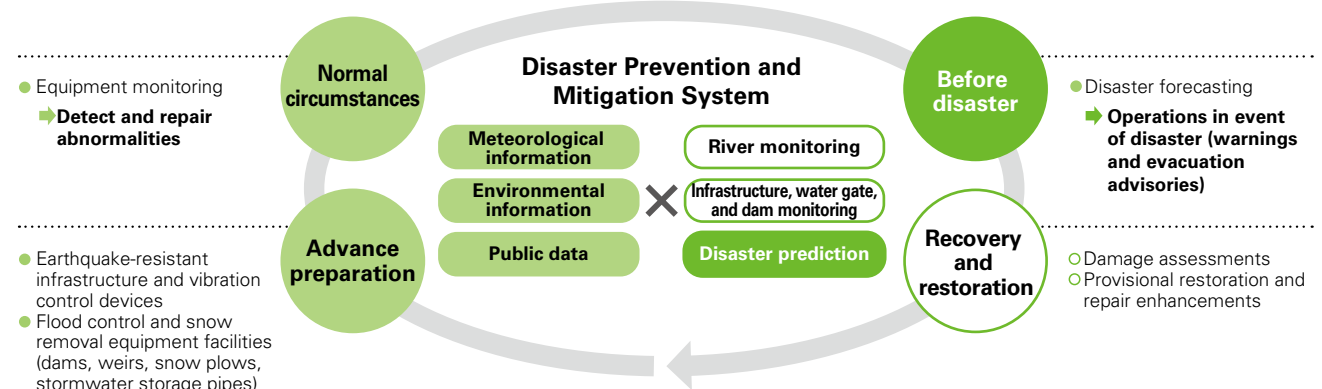 Disaster Prevention and
Mitigation System
Normal
circumstances
● Equipment monitoring
➡Detect and repair
abnormalities
Before
disaster
● Disaster forecasting
➡ Operations in event
of disaster (warnings
and evacuation
advisories)
Meteorological
information
Environmental
information
Public data
×
River monitoring
Infrastructure, water gate,
and dam monitoring
Disaster prediction
Advance
preparation
● Earthquake-resistant
infrastructure and vibration
control devices
● Flood control and snow
removal equipment facilities
(dams, weirs, snow plows,
stormwater storage pipes)
Recovery
and
restoration
○ Damage assessments
○ Provisional restoration and
repair enhancements